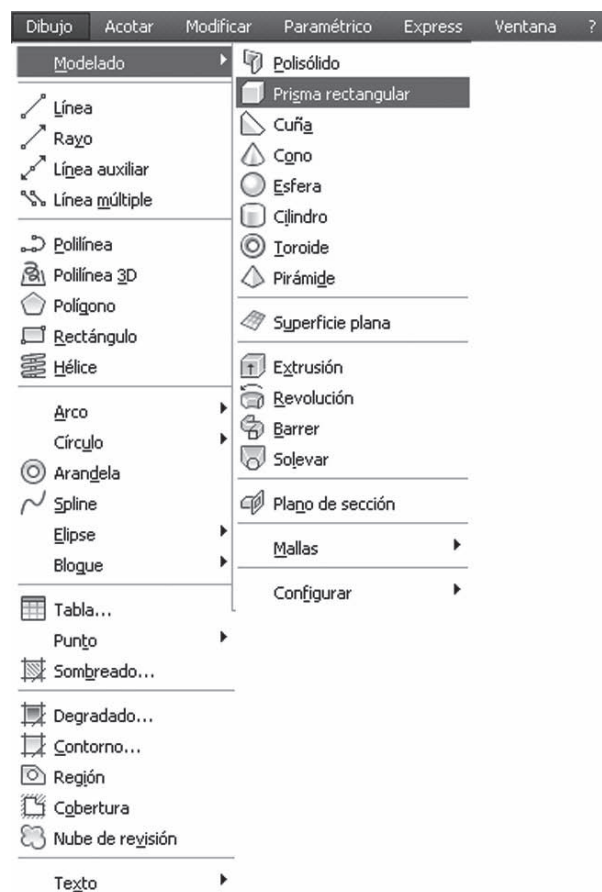 Dibujo Acotar Modificar Paramétrico Express Ventana ?
Modelado
Línea
Rayo
Línea auxiliar
Línea múltiple
Polilínea
Polilínea 3D
Polígono
Rectángulo
Hélice
Arco
Círculo
Arandela
Spline
Elipse
Bloque
Tabla...
Punto
Sombreado...
Degradado...
Contorno...
Región
Cobertura
Nube de revisión
Texto
Polisólido
Prisma rectangular
Cuña
Cono
Esfera
Cilindro
Toroide
Pirámide
Superficie plana
Extrusión
Revolución
Barrer
Solevar
Plano de sección
Mallas
Configurar